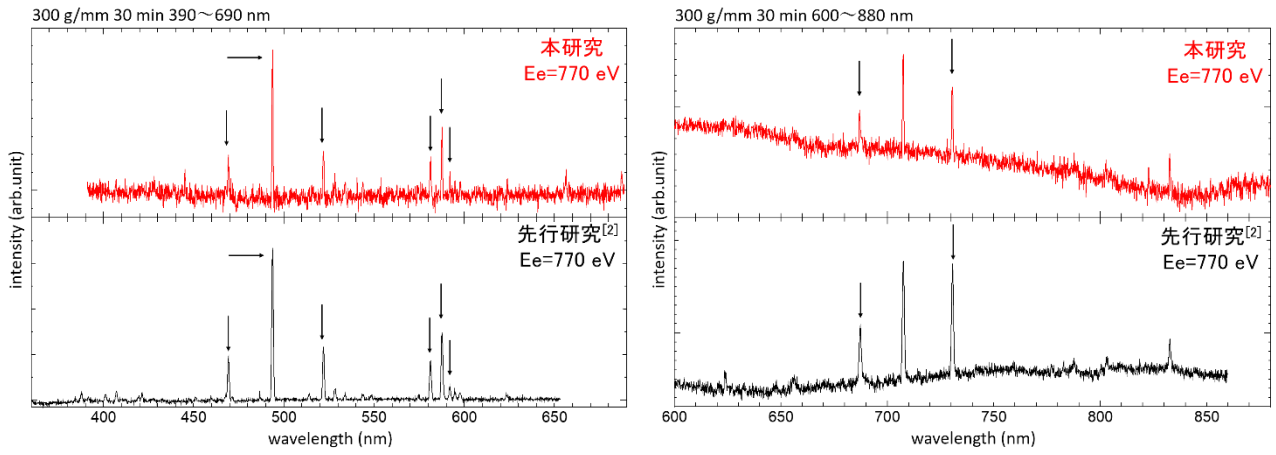 300 g/mm 30 min 390～690 nm
本研究
Ee=770 eV
先行研究[2]
Ee=770 eV
intensity (arb.unit)
400 450 500 550 600 650
wavelength (nm)
300 g/mm 30 min 600～880 nm
本研究
Ee=770 eV
先行研究[2]
Ee=770 eV
intensity (arb.unit)
600 650 700 750 800 850
wavelength (nm)